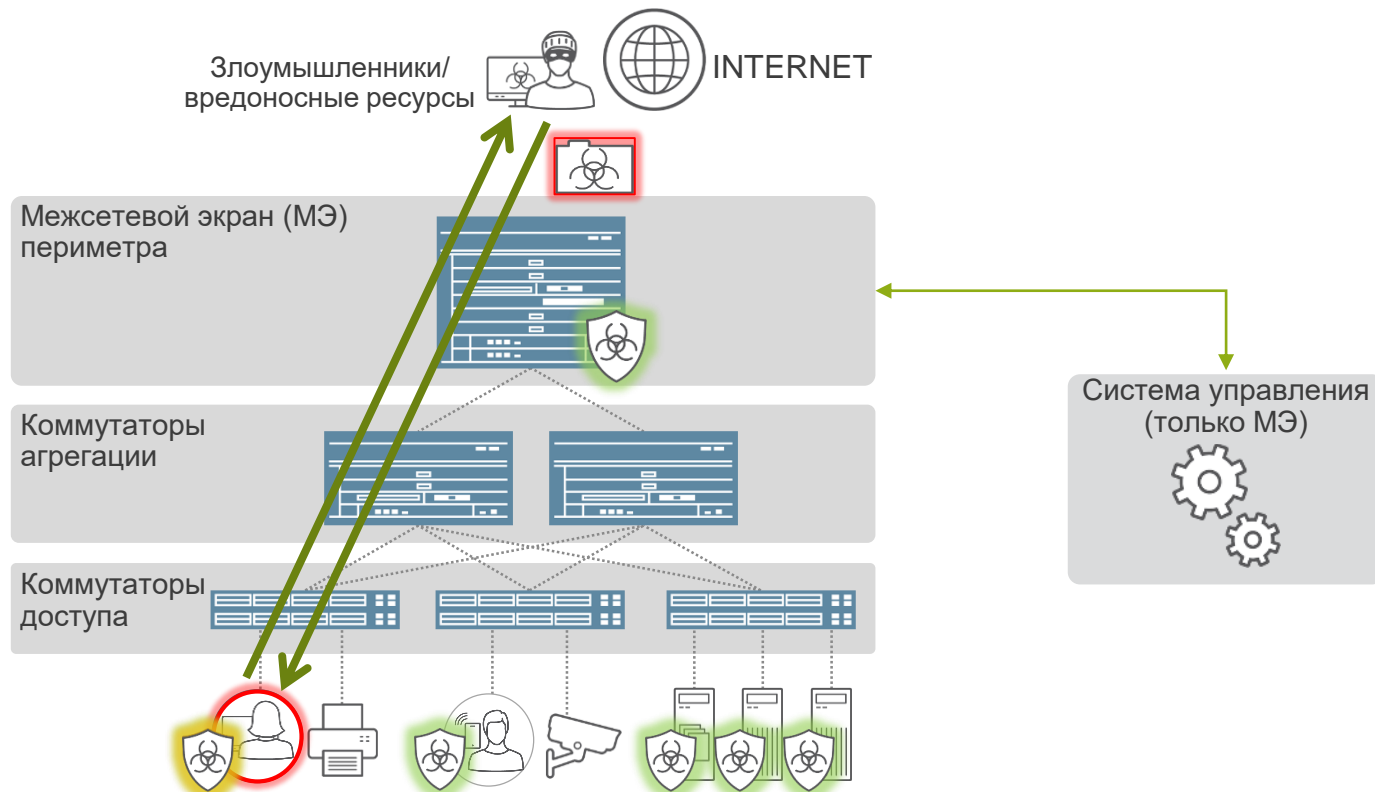 Злоумышленники/
вредоносные ресурсы
INTERNET
Межсетевой экран (МЭ)
периметра
Система управления
(только МЭ)
Коммутаторы
агрегации
Коммутаторы
доступа